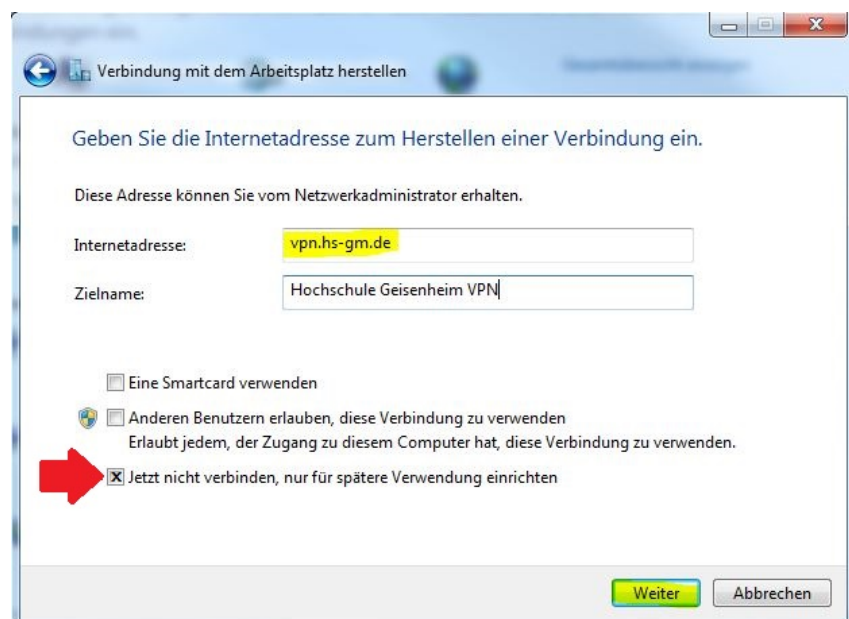 Verbindung mit dem Arbeitsplatz herstellen
Geben Sie die Internetadresse zum Herstellen einer Verbindung ein.
Diese Adresse können Sie vom Netzwerkadministrator erhalten.
Internetadresse: vpn.hs-gm.de
Zielname: Hochschule Geisenheim VPN
Eine Smartcard verwenden
Anderen Benutzern erlauben, diese Verbindung zu verwenden
Erlaubt jedem, der Zugang zu diesem Computer hat, diese Verbindung zu verwenden.
Jetzt nicht verbinden, nur für spätere Verwendung einrichten
Weiter Abbrechen